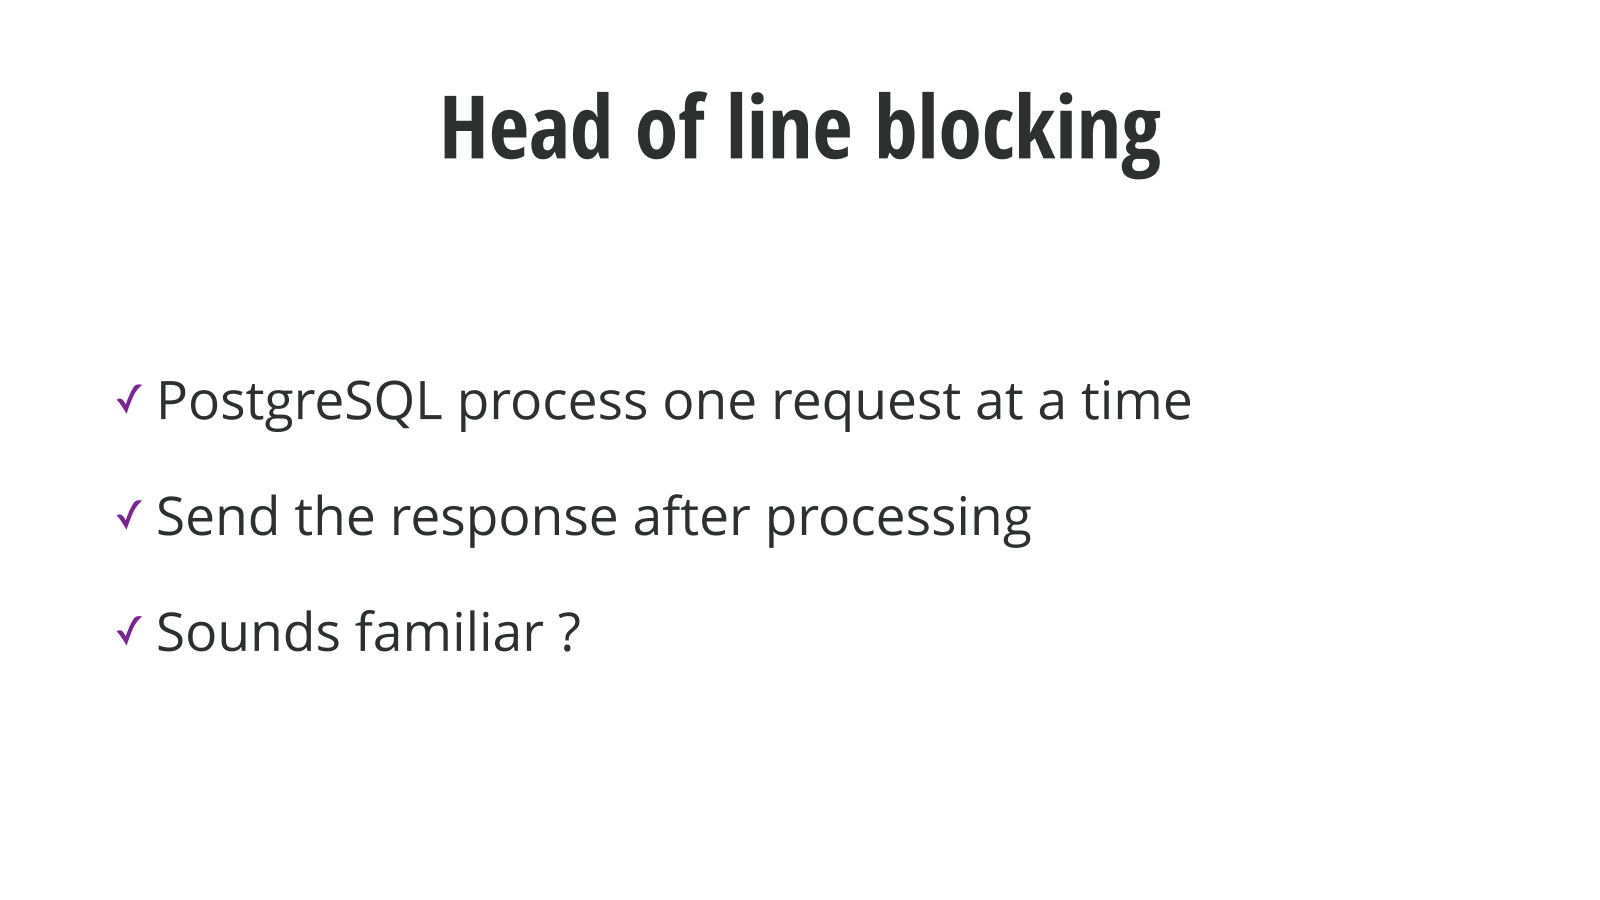 Head of line blocking
✓ PostgreSQL process one request at a time
✓ Send the response after processing
✓ Sounds familiar ?